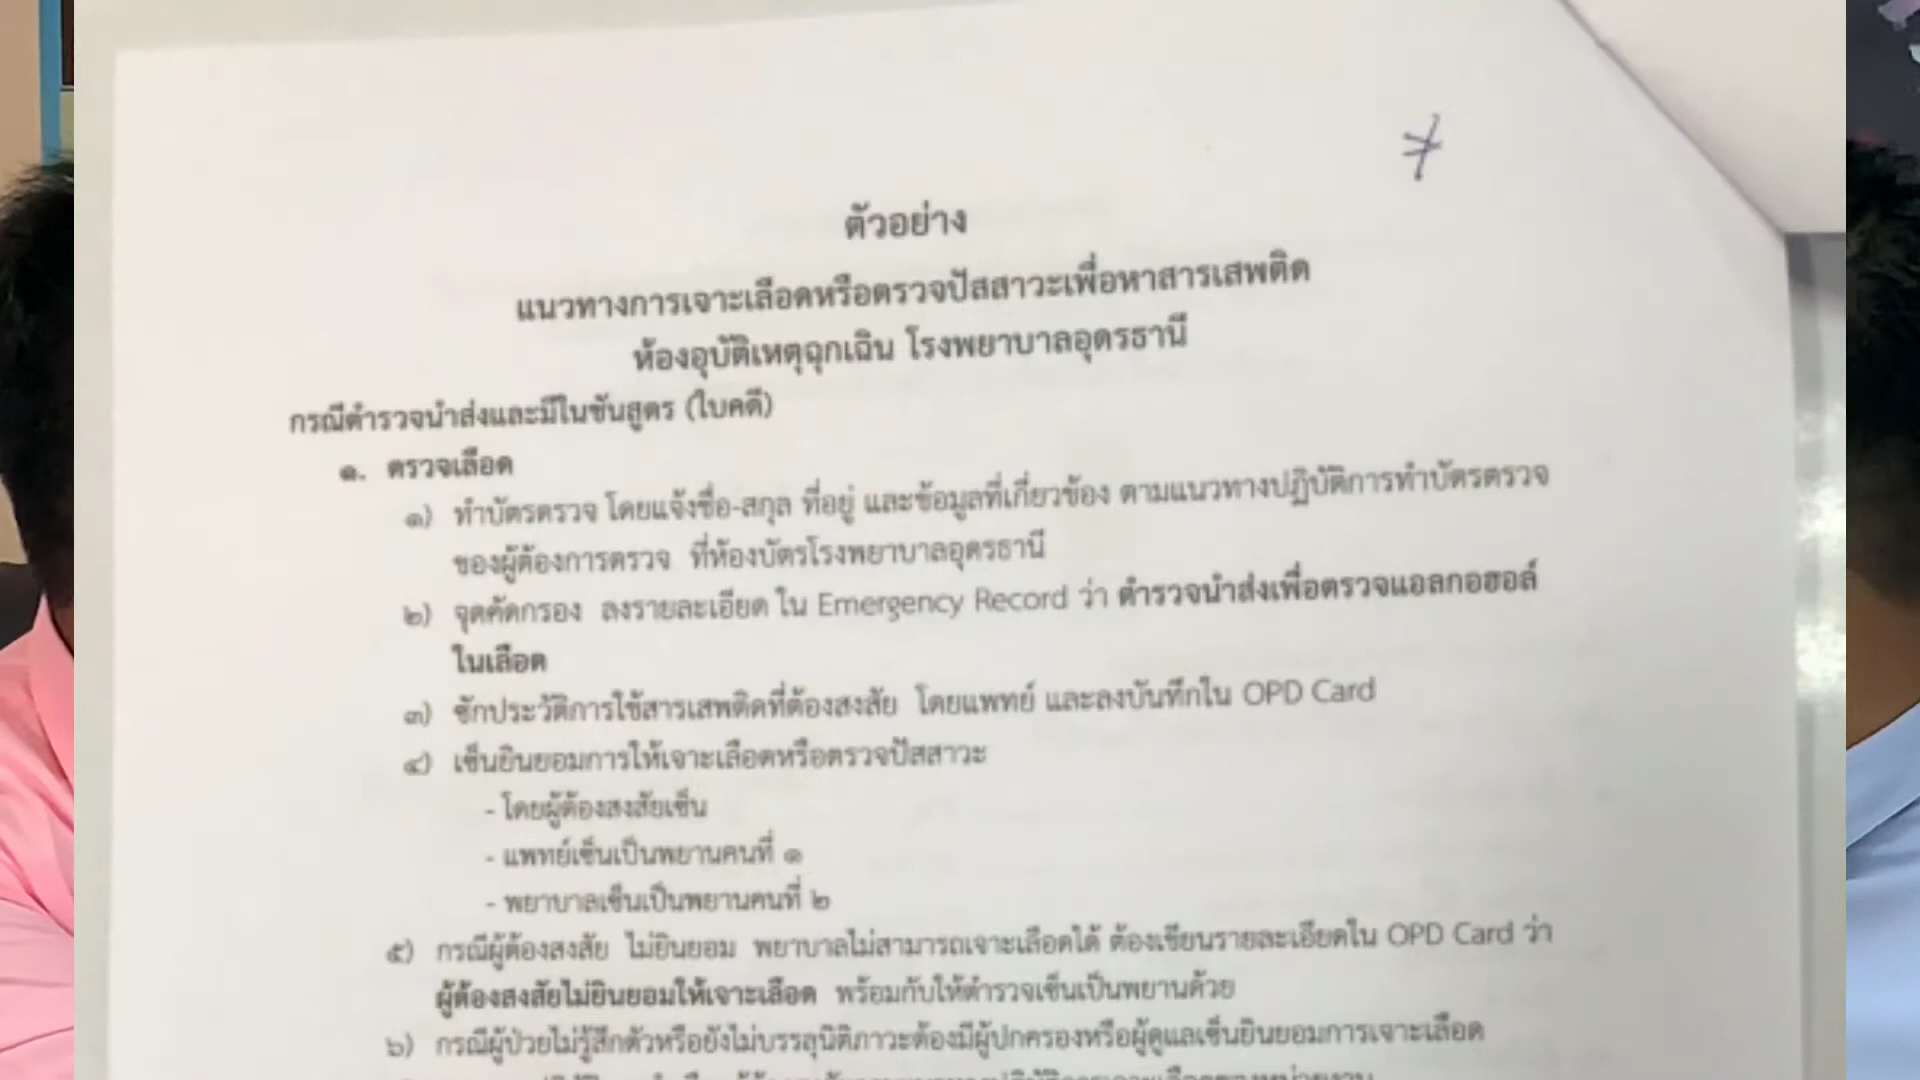 ตัวอย่าง
แนวทางการเจาะเลือดหรือตรวจปัสสาวะเพื่อหาสารเสพติด
ห้องอุบัติเหตุฉุกเฉิน โรงพยาบาลอุดรธานี
กรณีตำรวจนำส่งและมีใบชันสูตร (ใบคดี)
๑. ตรวจเลือด
๑) ทำบัตรตรวจ โดยแจ้งชื่อ-สกุล ที่อยู่ และข้อมูลที่เกี่ยวข้อง ตามแนวทางปฏิบัติการทำบัตรตรวจ
ของผู้ต้องการตรวจ ที่ห้องบัตรโรงพยาบาลอุดรธานี
๒) จุดคัดกรอง ลงรายละเอียด ใน Emergency Record ว่า ตำรวจนำส่งเพื่อตรวจแอลกอฮอล์
ในเลือด
๓) ซักประวัติการใช้สารเสพติดที่ต้องสงสัย โดยแพทย์ และลงบันทึกใน OPD Card
๔) เซ็นยินยอมการให้เจาะเลือดหรือตรวจปัสสาวะ
- โดยผู้ต้องสงสัยเซ็น
- แพทย์เซ็นเป็นพยานคนที่ ๑
- พยาบาลเซ็นเป็นพยานคนที่ ๒
๕) กรณีผู้ต้องสงสัย ไม่ยินยอม พยาบาลไม่สามารถเจาะเลือดได้ ต้องเขียนรายละเอียดใน OPD Card ว่า
ผู้ต้องสงสัยไม่ยินยอมให้เจาะเลือด พร้อมกับให้ตำรวจเซ็นเป็นพยานด้วย
๖) กรณีผู้ป่วยไม่รู้สึกตัวหรือยังไม่บรรลุนิติภาวะต้องมีผู้ปกครองหรือผู้ดูแลเซ็นยินยอมการเจาะเลือด